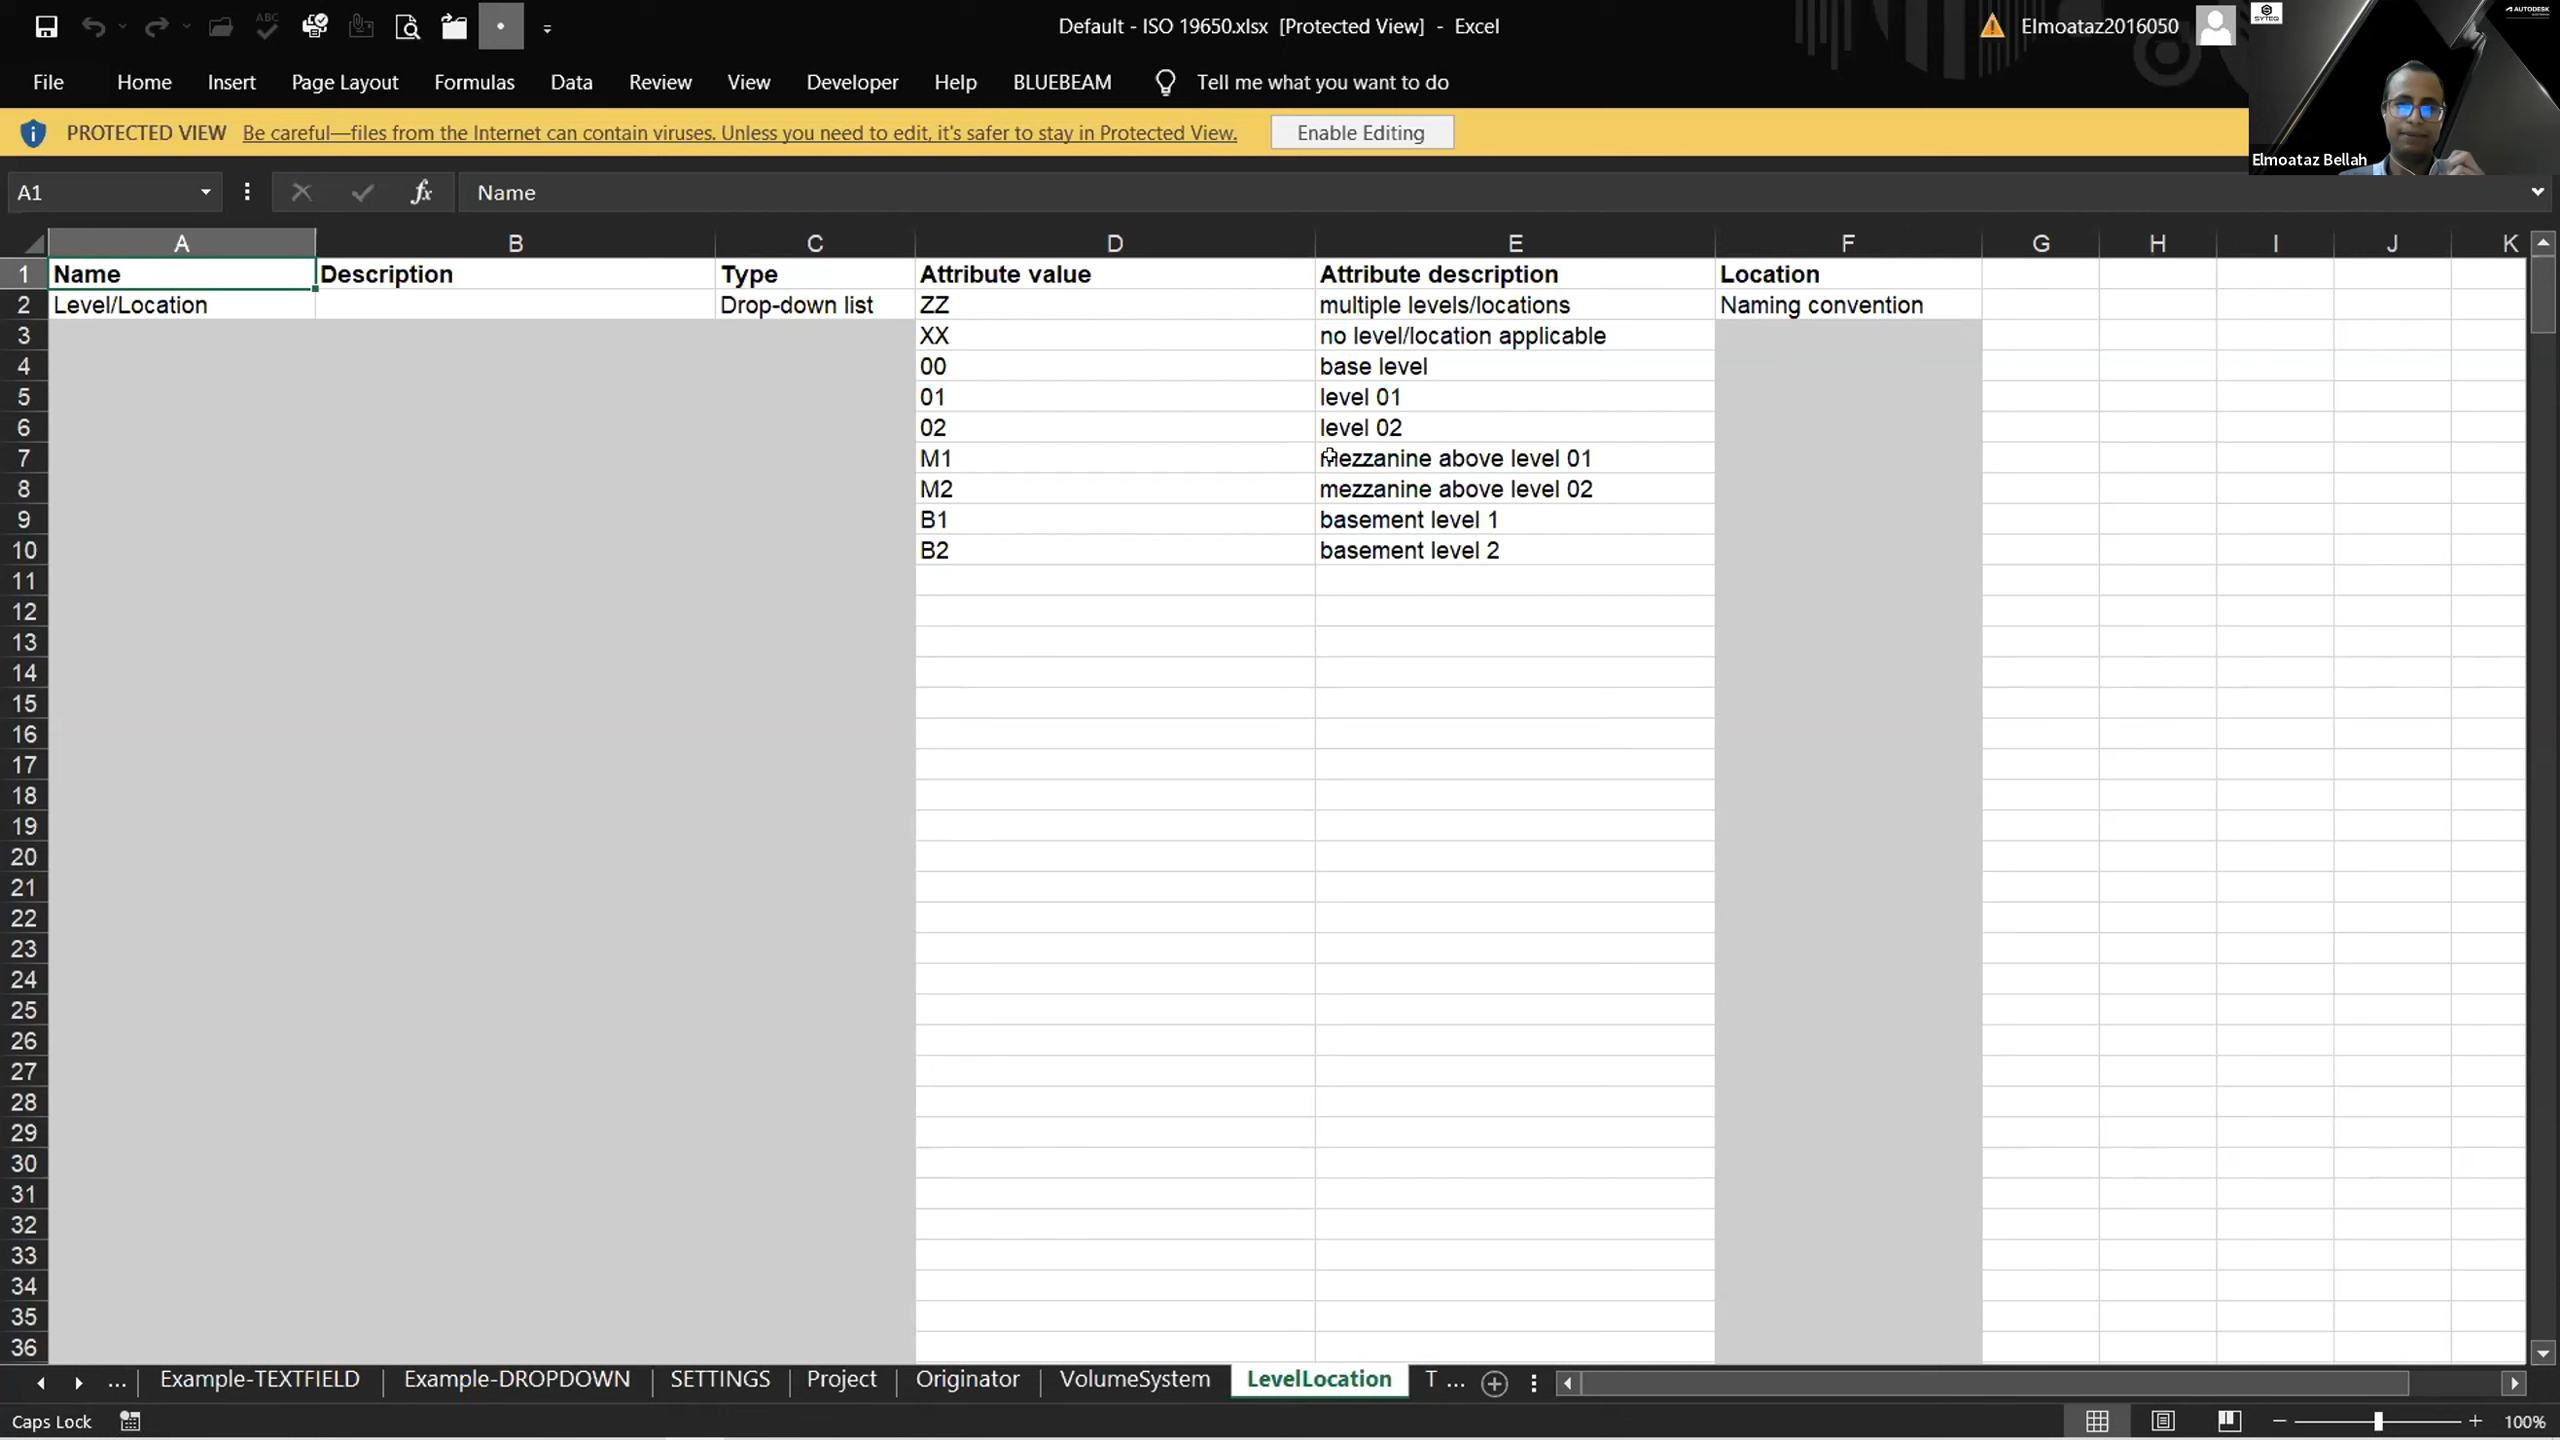 Default - ISO 19650.xlsx  [Protected View]  -  Excel
Elmoataz2016050
SYTEQ
AUTODESK
File Home Insert Page Layout Formulas Data Review View Developer Help BLUEBEAM Tell me what you want to do
PROTECTED VIEW Be careful—files from the Internet can contain viruses. Unless you need to edit, it's safer to stay in Protected View. Enable Editing
Elmoataz Bellah
A1 fx Name
A B C D E F G H I J K
1 Name Description Type Attribute value Attribute description Location
2 Level/Location Drop-down list ZZ multiple levels/locations Naming convention
3 XX no level/location applicable
4 00 base level
5 01 level 01
6 02 level 02
7 M1 mezzanine above level 01
8 M2 mezzanine above level 02
9 B1 basement level 1
10 B2 basement level 2
11
12
13
14
15
16
17
18
19
20
21
22
23
24
25
26
27
28
29
30
31
32
33
34
35
36
... Example-TEXTFIELD Example-DROPDOWN SETTINGS Project Originator VolumeSystem LevelLocation T ...
Caps Lock 100%